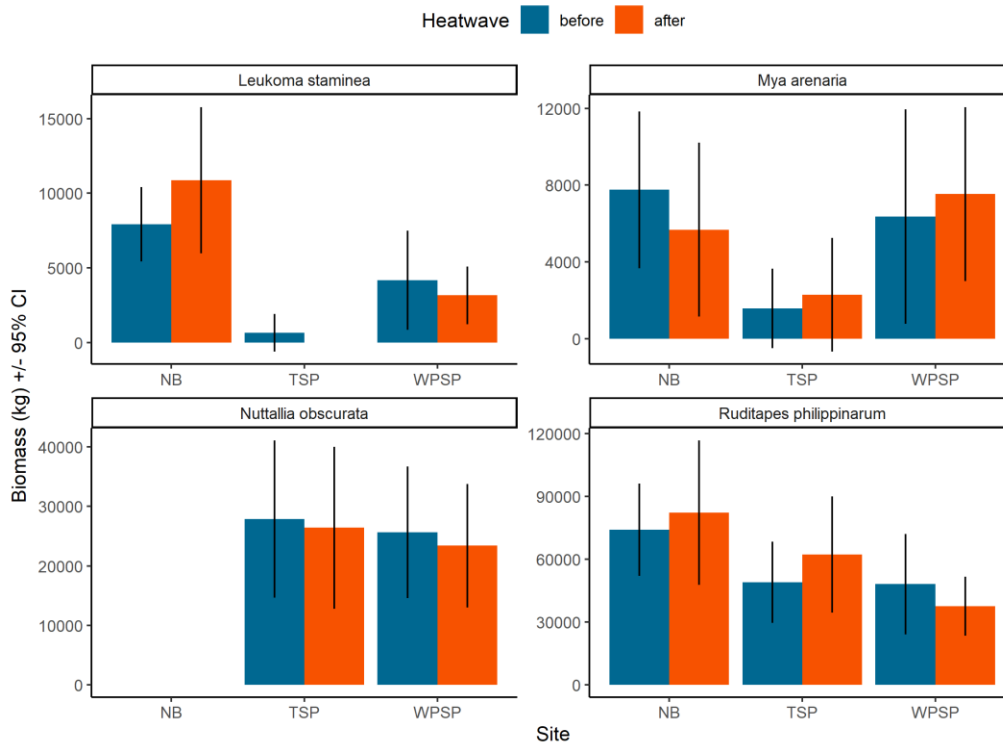 Heatwave before after
Leukoma staminea
Mya arenaria
15000
10000
5000
0
12000
8000
4000
0
NB TSP WPSP
NB TSP WPSP
Nuttallia obscurata
Ruditapes philippinarum
40000
30000
20000
10000
0
120000
90000
60000
30000
0
NB TSP WPSP
NB TSP WPSP
Biomass (kg) +/- 95% CI
Site